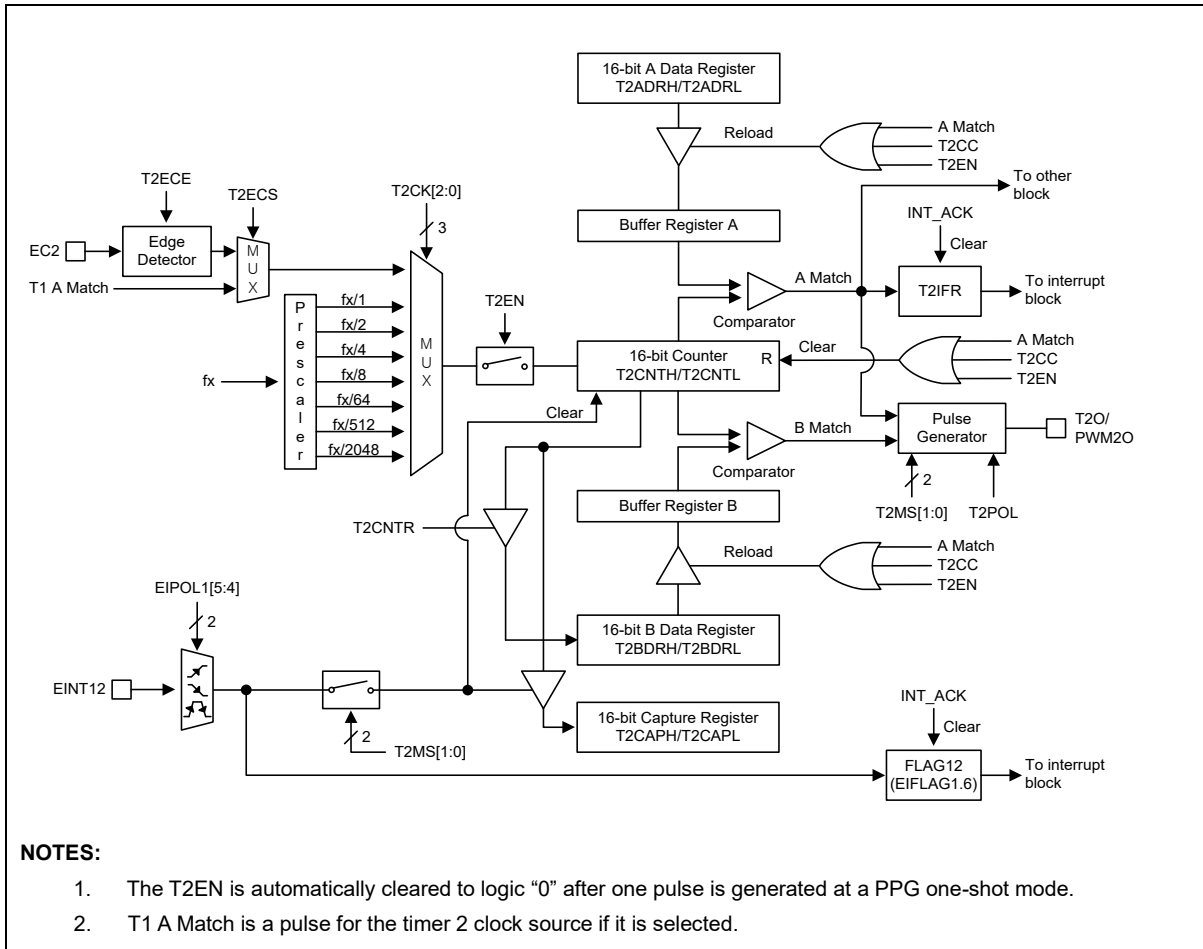 16-bit A Data Register
T2ADRH/T2ADRL
Reload
A Match
T2CC
T2EN
To other
block
T2ECE
T2ECS
T2CK[2:0]
3
Buffer Register A
INT_ACK
Clear
EC2
Edge
Detector
MUX
T1 A Match
A Match
T2IFR
To interrupt
block
Comparator
Prescaler
fx/1
fx/2
fx/4
fx/8
fx/64
fx/512
fx/2048
fx
MUX
T2EN
16-bit Counter
T2CNTH/T2CNTL
R
Clear
A Match
T2CC
T2EN
Clear
B Match
Pulse
Generator
T2O/
PWM2O
Comparator
2
T2MS[1:0]
T2POL
Buffer Register B
T2CNTR
Reload
A Match
T2CC
T2EN
EIPOL1[5:4]
2
16-bit B Data Register
T2BDRH/T2BDRL
EINT12
2
T2MS[1:0]
16-bit Capture Register
T2CAPH/T2CAPL
INT_ACK
Clear
FLAG12
(EIFLAG1.6)
To interrupt
block
NOTES:
1. The T2EN is automatically cleared to logic “0” after one pulse is generated at a PPG one-shot mode.
2. T1 A Match is a pulse for the timer 2 clock source if it is selected.